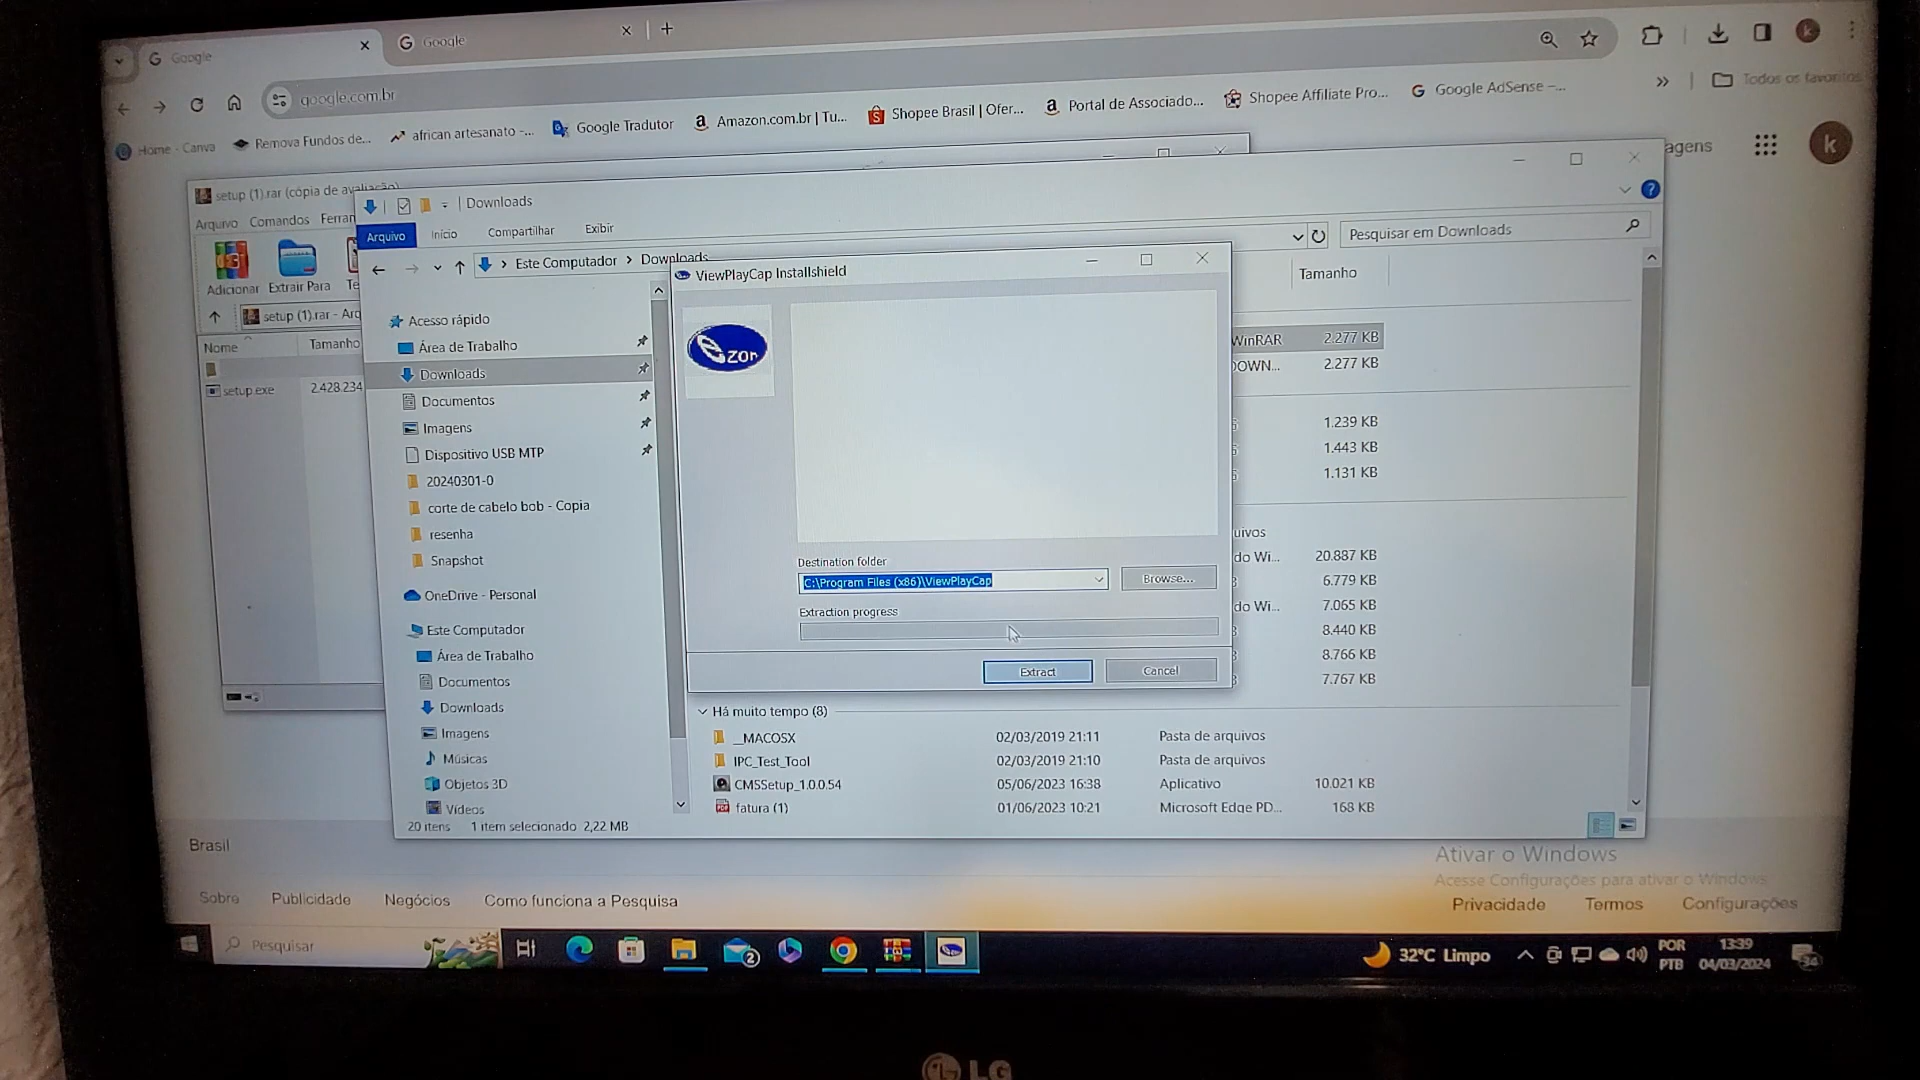 Google
Google
google.com.br
Todos os favoritos
Home - Canva
Remova Fundos de...
african artesanato -...
Google Tradutor
Amazon.com.br | Tu...
Shopee Brasil | Ofer...
Portal de Associado...
Shopee Affiliate Pro...
Google AdSense –...
agens
k
setup (1).rar (cópia de avaliação)
Arquivo Comandos Ferran
Adicionar Extrair Para Te
setup (1).rar - Arq
Nome Tamanho
setup.exe 2.428.234
Downloads
Arquivo Início Compartilhar Exibir
Este Computador > Downloads
Pesquisar em Downloads
Acesso rápido
Área de Trabalho
Downloads
Documentos
Imagens
Dispositivo USB MTP
20240301-0
corte de cabelo bob - Copia
resenha
Snapshot
OneDrive - Personal
Este Computador
Área de Trabalho
Documentos
Downloads
Imagens
Músicas
Objetos 3D
Vídeos
20 itens 1 item selecionado 2,22 MB
Tamanho
WinRAR 2.277 KB
DOWN... 2.277 KB
1.239 KB
1.443 KB
1.131 KB
uivos
do Wi... 20.887 KB
6.779 KB
do Wi... 7.065 KB
8.440 KB
8.766 KB
7.767 KB
ViewPlayCap Installshield
ezon
Destination folder
C:\Program Files (x86)\ViewPlayCap
Browse...
Extraction progress
Extract
Cancel
Há muito tempo (8)
__MACOSX 02/03/2019 21:11 Pasta de arquivos
IPC_Test_Tool 02/03/2019 21:10 Pasta de arquivos
CMSSetup_1.0.0.54 05/06/2023 16:38 Aplicativo 10.021 KB
fatura (1) 01/06/2023 10:21 Microsoft Edge PD... 168 KB
Brasil
Ativar o Windows
Acesse Configurações para ativar o Windows
Sobre Publicidade Negócios Como funciona a Pesquisa
Privacidade Termos Configurações
Pesquisar
2
32°C Limpo
POR
PTB
13:39
04/03/2024
34
LG